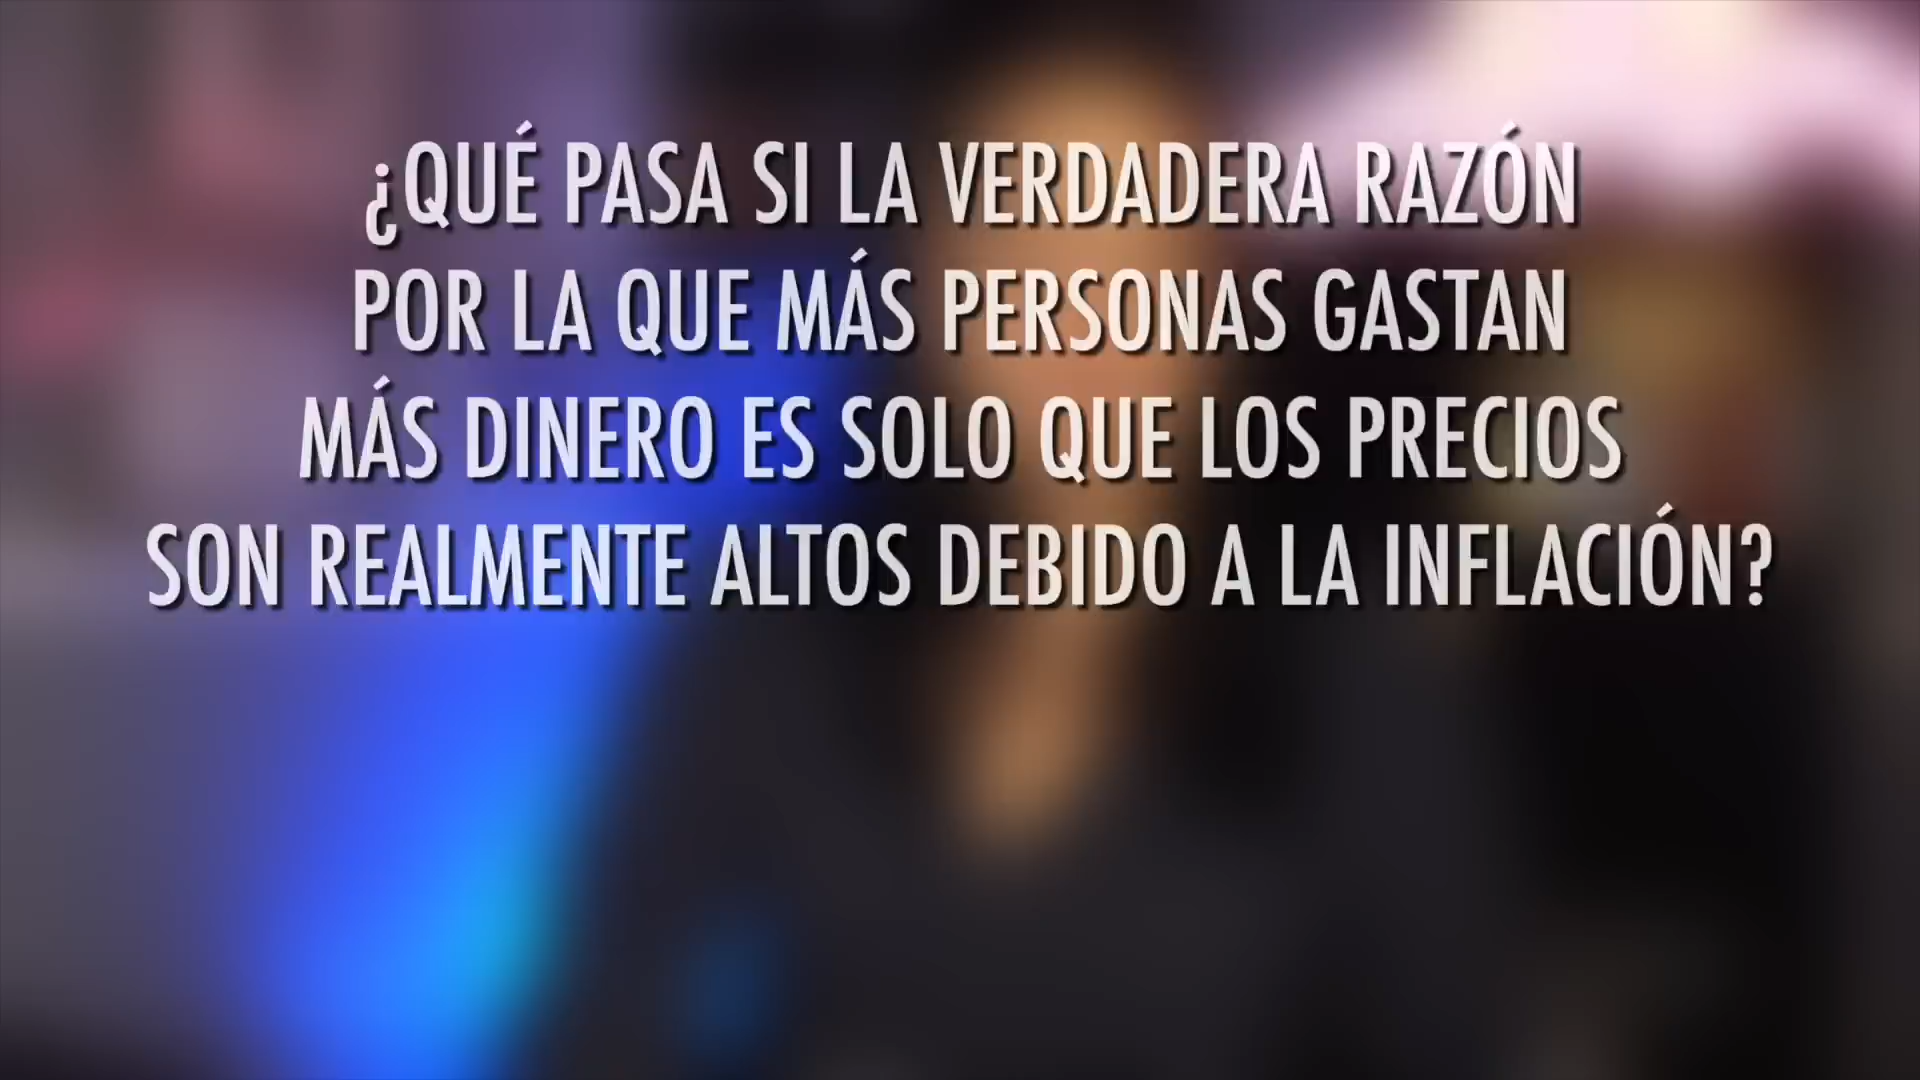 ¿QUÉ PASA SI LA VERDADERA RAZÓN
POR LA QUE MÁS PERSONAS GASTAN
MÁS DINERO ES SOLO QUE LOS PRECIOS
SON REALMENTE ALTOS DEBIDO A LA INFLACIÓN?